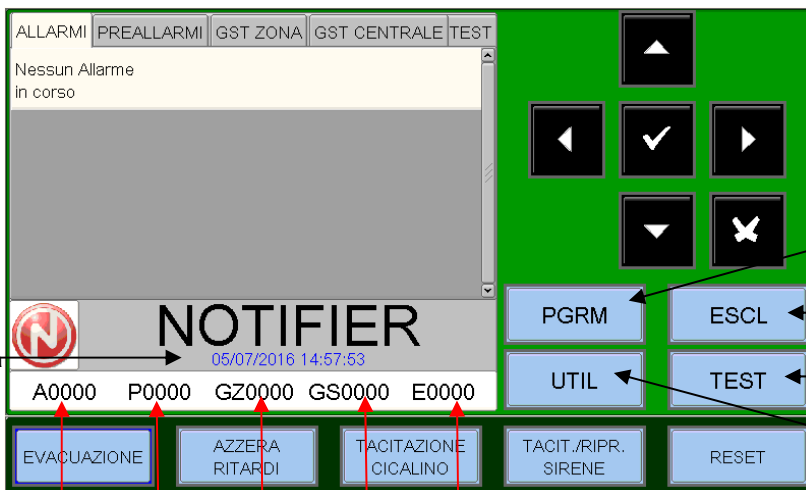 ALLARMI PREALLARMI GST ZONA GST CENTRALE TEST
Nessun Allarme
in corso
N NOTIFIER
05/07/2016 14:57:53
A0000 P0000 GZ0000 GS0000 E0000
PGRM ESCL
UTIL TEST
EVACUAZIONE
AZZERA
RITARDI
TACITAZIONE
CICALINO
TACIT./RIPR.
SIRENE
RESET